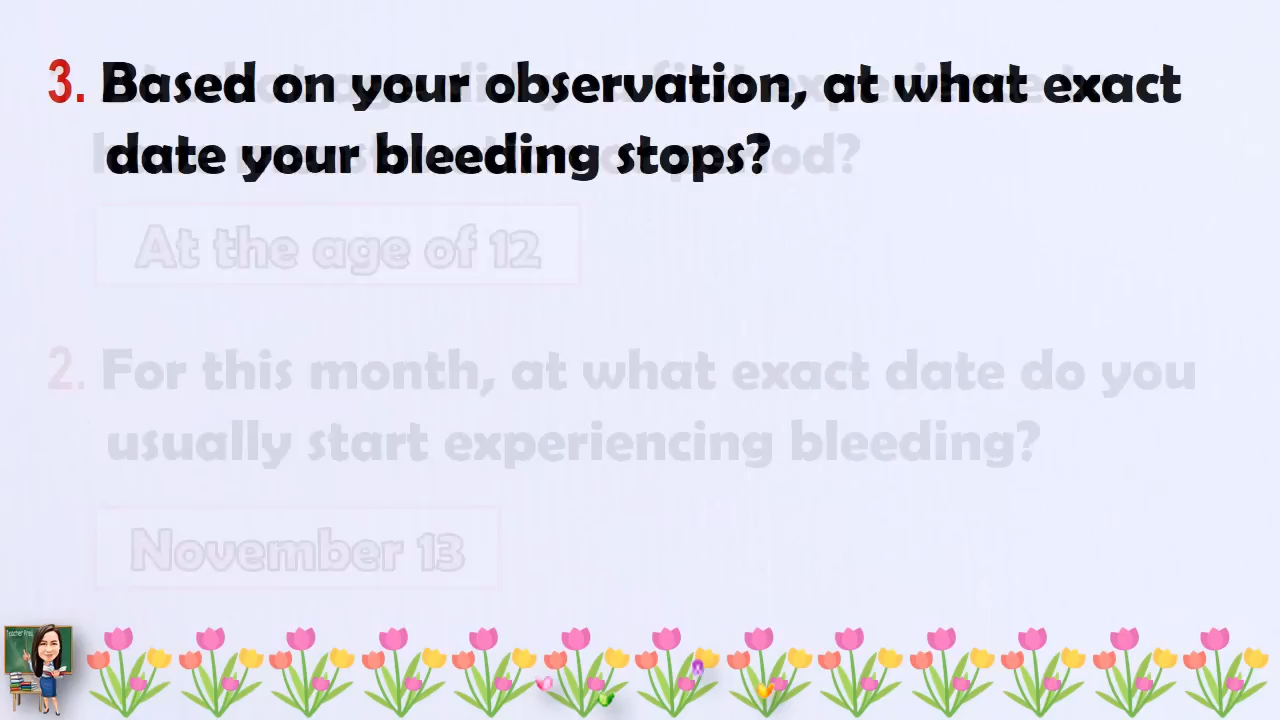 3. Based on your observation, at what exact
date your bleeding stops?
At the age of 12
2. For this month, at what exact date do you
usually start experiencing bleeding?
November 13